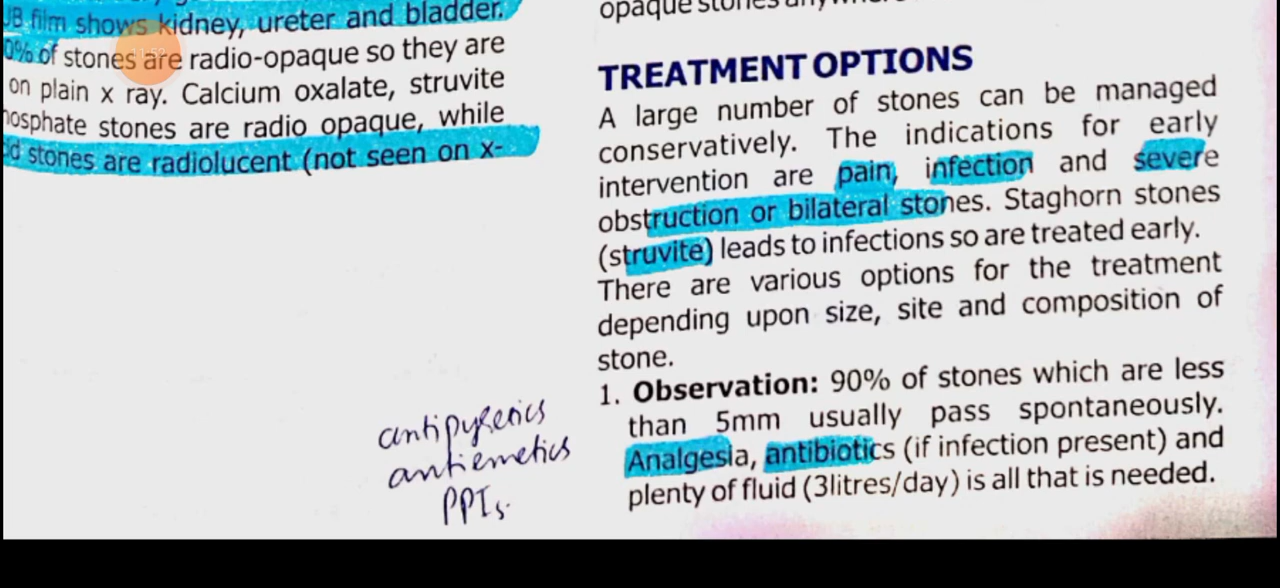 film shows kidney, ureter and bladder.
of stones are radio-opaque so they are
on plain x ray. Calcium oxalate, struvite
stones are radio opaque, while
stones are radiolucent (not seen on x-
11:59
antipyretics
antiemetics
PPIs.
TREATMENT OPTIONS
A large number of stones can be managed
conservatively. The indications for early
intervention are pain, infection and severe
obstruction or bilateral stones. Staghorn stones
(struvite) leads to infections so are treated early.
There are various options for the treatment
depending upon size, site and composition of
stone.
1. Observation: 90% of stones which are less
than 5mm usually pass spontaneously.
Analgesia, antibiotics (if infection present) and
plenty of fluid (3litres/day) is all that is needed.